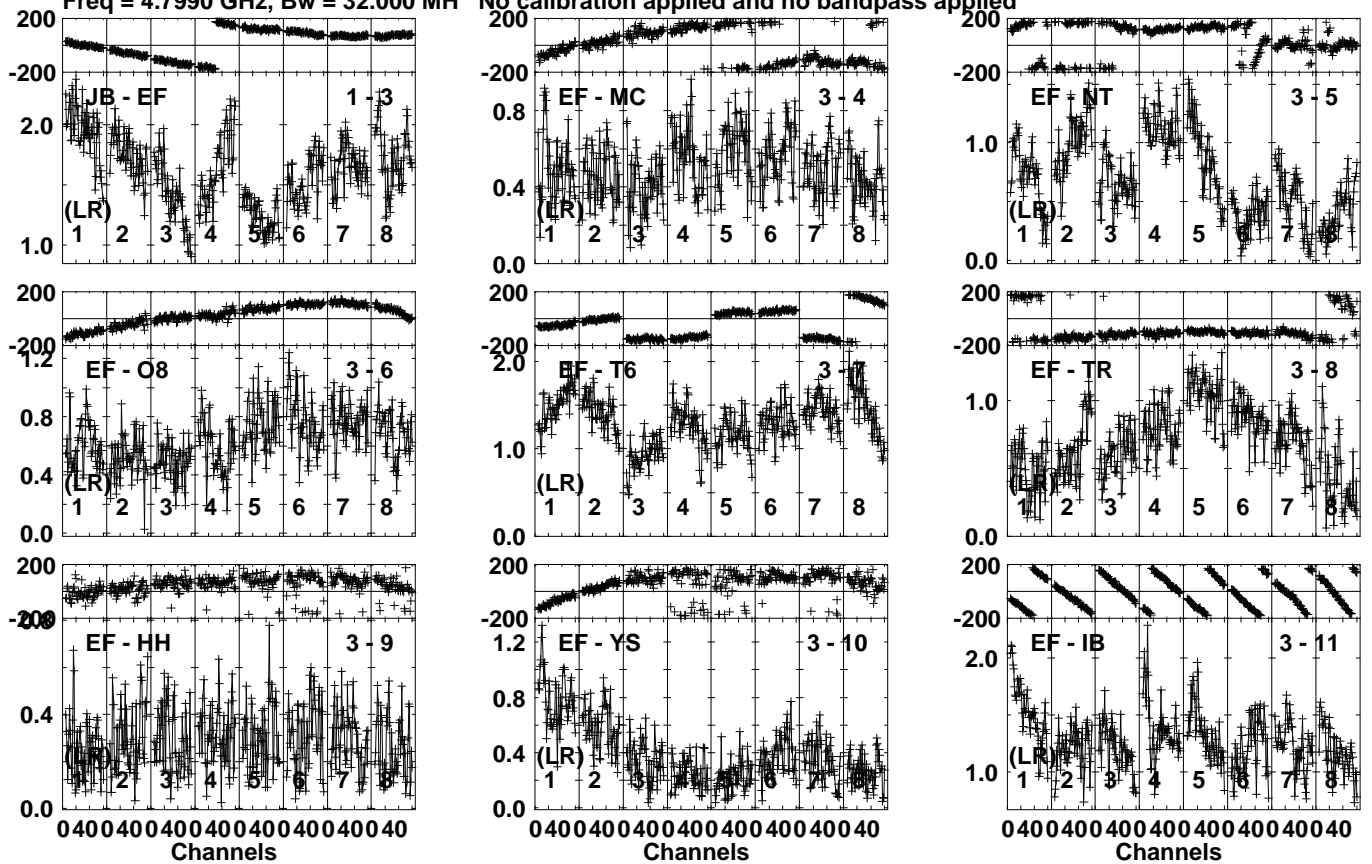 Freq = 4.7990 GHz, Bw = 32.000 MH No calibration applied and no bandpass applied
200 200 200
-200 -200 -200
JB - EF 1 - 3 EF - MC 3 - 4 EF - NT 3 - 5
2.0 0.8 1.0
0.4
(LR) (LR) (LR)
1 2 3 4 5 6 7 8 1 2 3 4 5 6 7 8 1 2 3 4 5 6 7 8
1.0 0.0 0.0
200 200 200
-200 -200 -200
1.2 2.0
EF - O8 3 - 6 EF - T6 3 - 7 EF - TR 3 - 8
0.8 1.0 1.0
0.4
(LR) (LR) (LR)
1 2 3 4 5 6 7 8 1 2 3 4 5 6 7 8 1 2 3 4 5 6 7 8
0.0 0.0 0.0
200 200 200
-200 -200 -200
0.8 1.2 2.0
EF - HH 3 - 9 EF - YS 3 - 10 EF - IB 3 - 11
0.8
0.4 0.4 1.0
(LR) (LR) (LR)
1 2 3 4 5 6 7 8 1 2 3 4 5 6 7 8 1 2 3 4 5 6 7 8
0.0 0.0
0 40 0 40 0 40 0 40 0 40 0 40 0 40 0 40 0 40 0 40 0 40 0 40 0 40 0 40 0 40 0 40 0 40 0 40 0 40 0 40 0 40 0 40 0 40 0 40
Channels Channels Channels